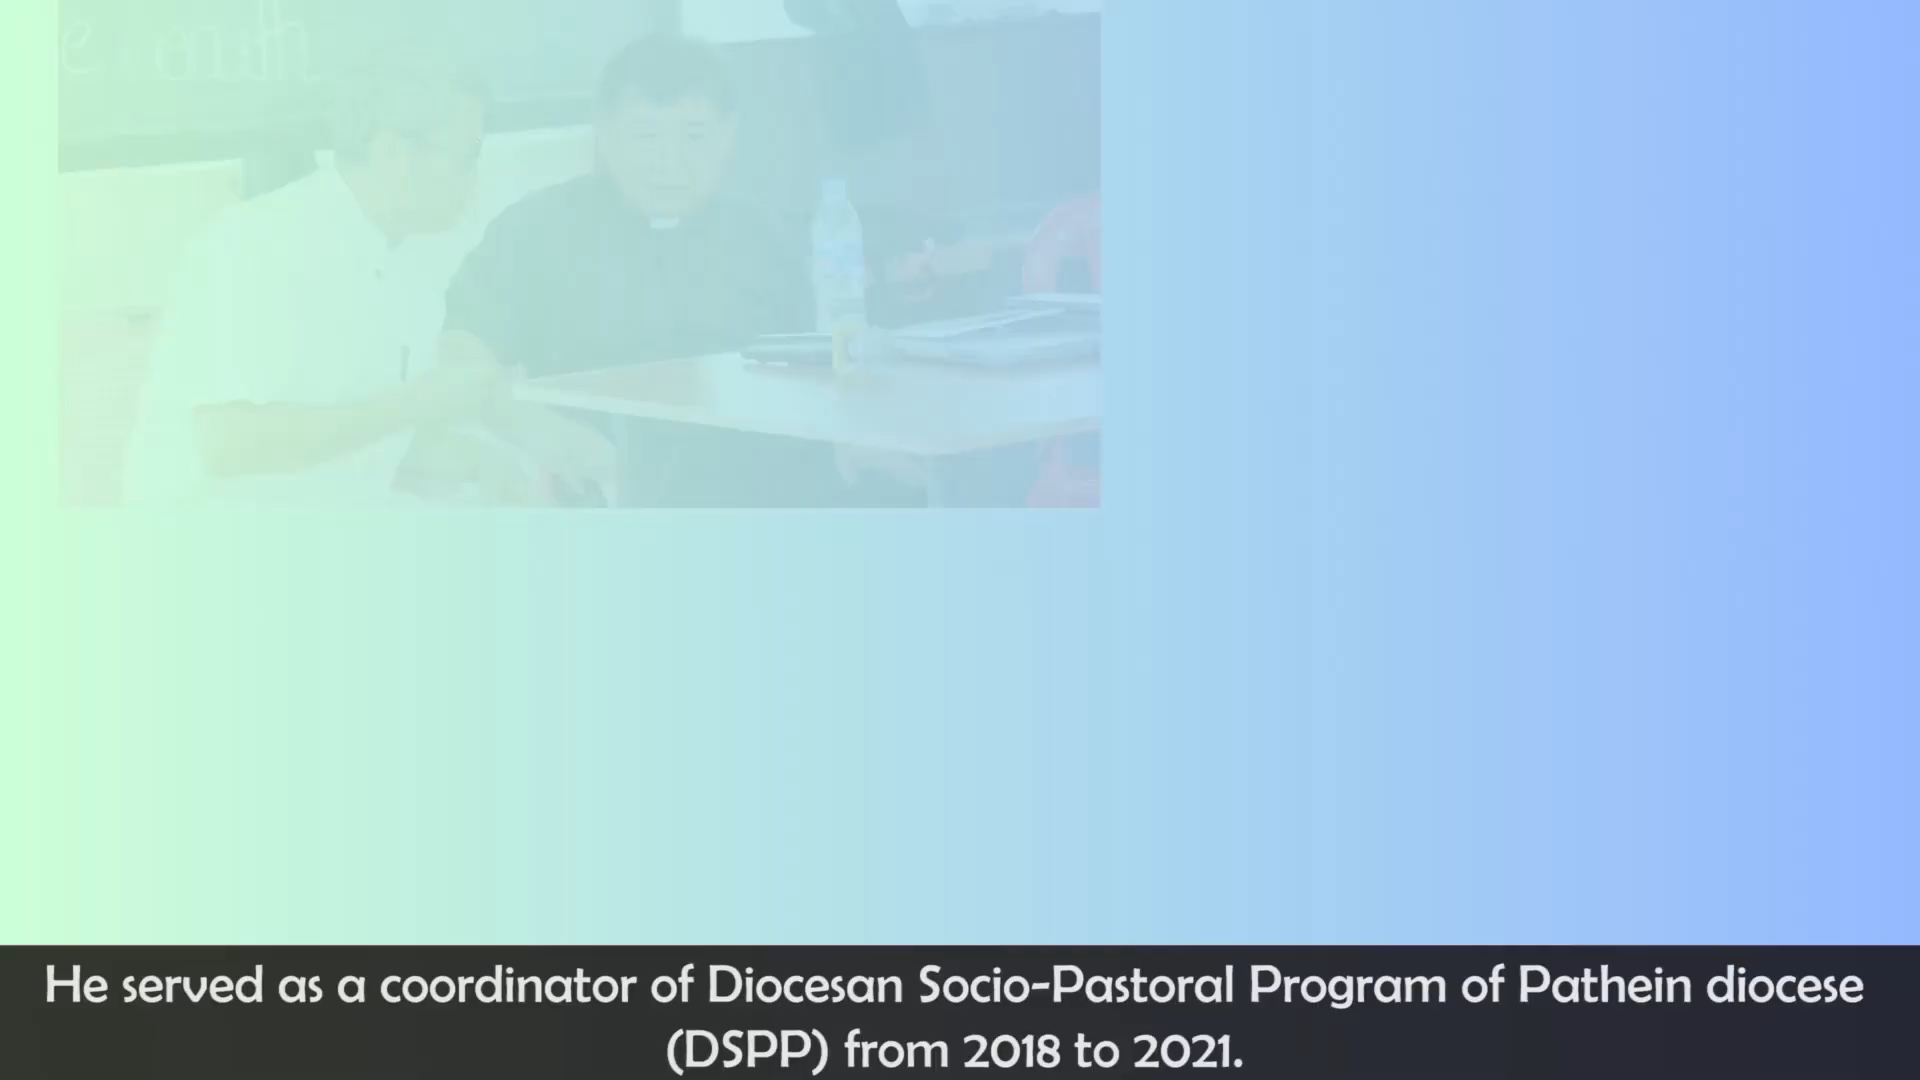 He served as a coordinator of Diocesan Socio-Pastoral Program of Pathein diocese
(DSPP) from 2018 to 2021.